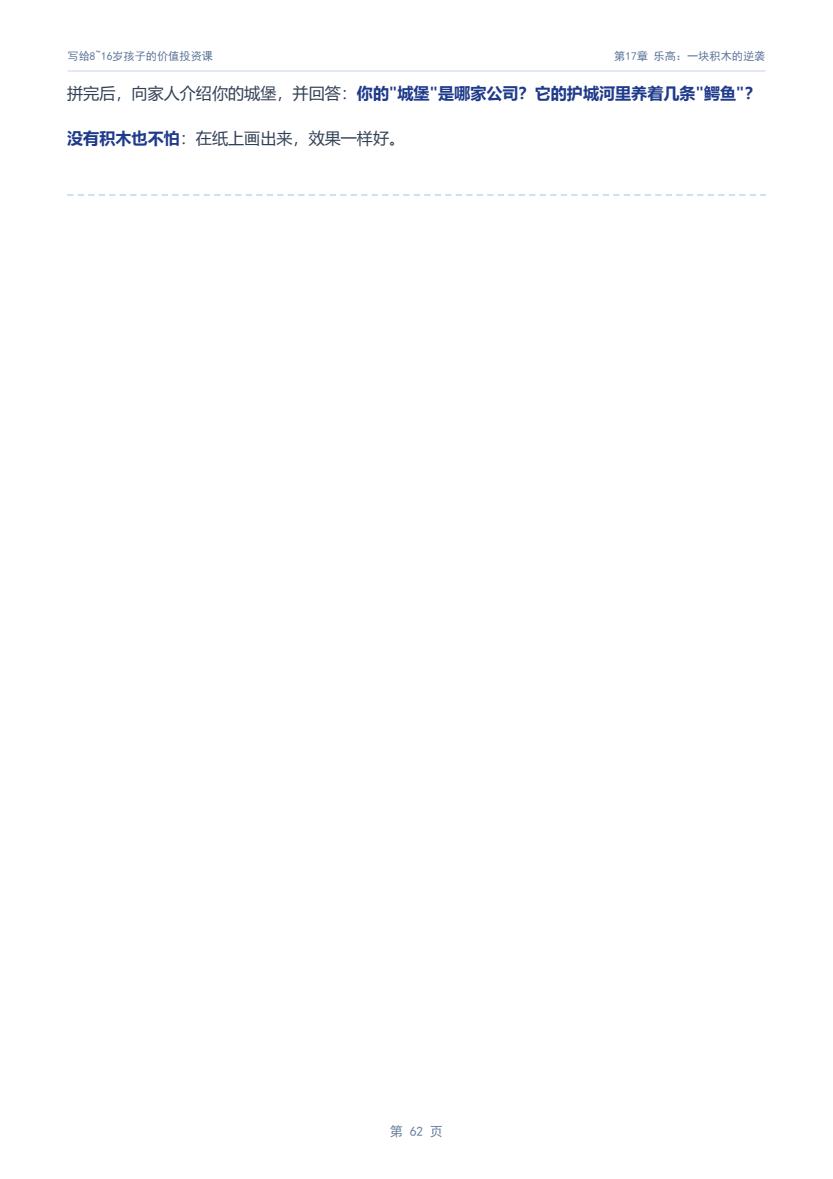 写给8~16岁孩子的价值投资课
第17章 乐高：一块积木的逆袭
拼完后，向家人介绍你的城堡，并回答：你的"城堡"是哪家公司？它的护城河里养着几条"鳄鱼"？
没有积木也不怕：在纸上画出来，效果一样好。
第 62 页